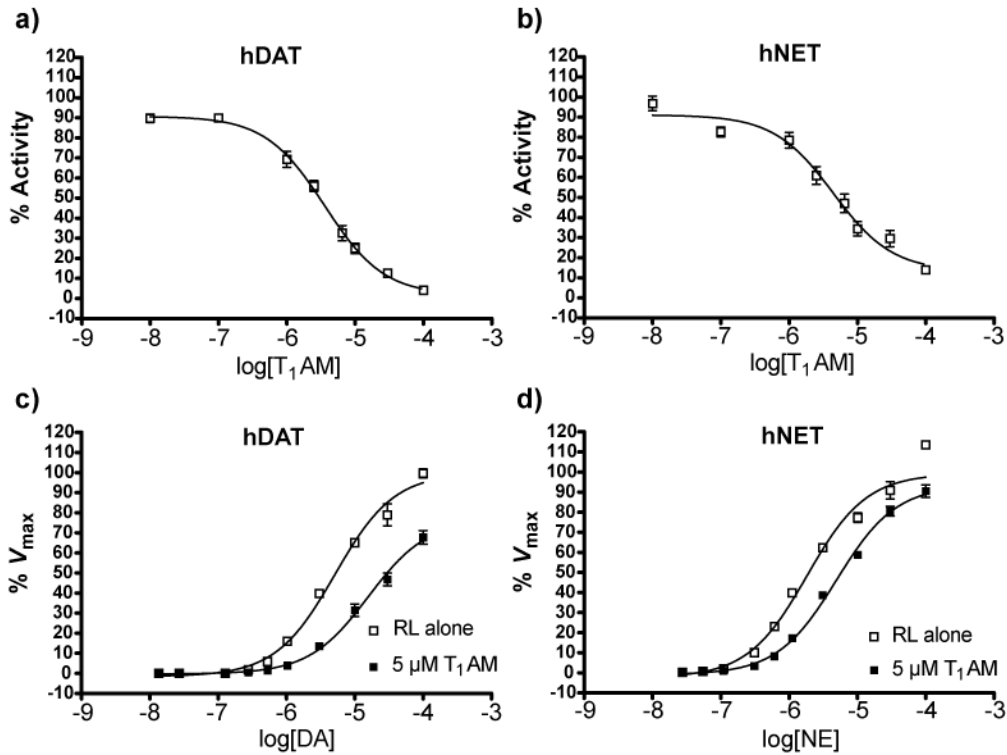 a)
hDAT
% Activity
120
110
100
90
80
70
60
50
40
30
20
10
0
-10
-9 -8 -7 -6 -5 -4 -3
log[T₁AM]
b)
hNET
% Activity
120
110
100
90
80
70
60
50
40
30
20
10
0
-10
-9 -8 -7 -6 -5 -4 -3
log[T₁AM]
c)
hDAT
% Vmax
120
110
100
90
80
70
60
50
40
30
20
10
0
-10
RL alone
5 µM T₁AM
-9 -8 -7 -6 -5 -4 -3
log[DA]
d)
hNET
% Vmax
120
110
100
90
80
70
60
50
40
30
20
10
0
-10
RL alone
5 µM T₁AM
-9 -8 -7 -6 -5 -4 -3
log[NE]